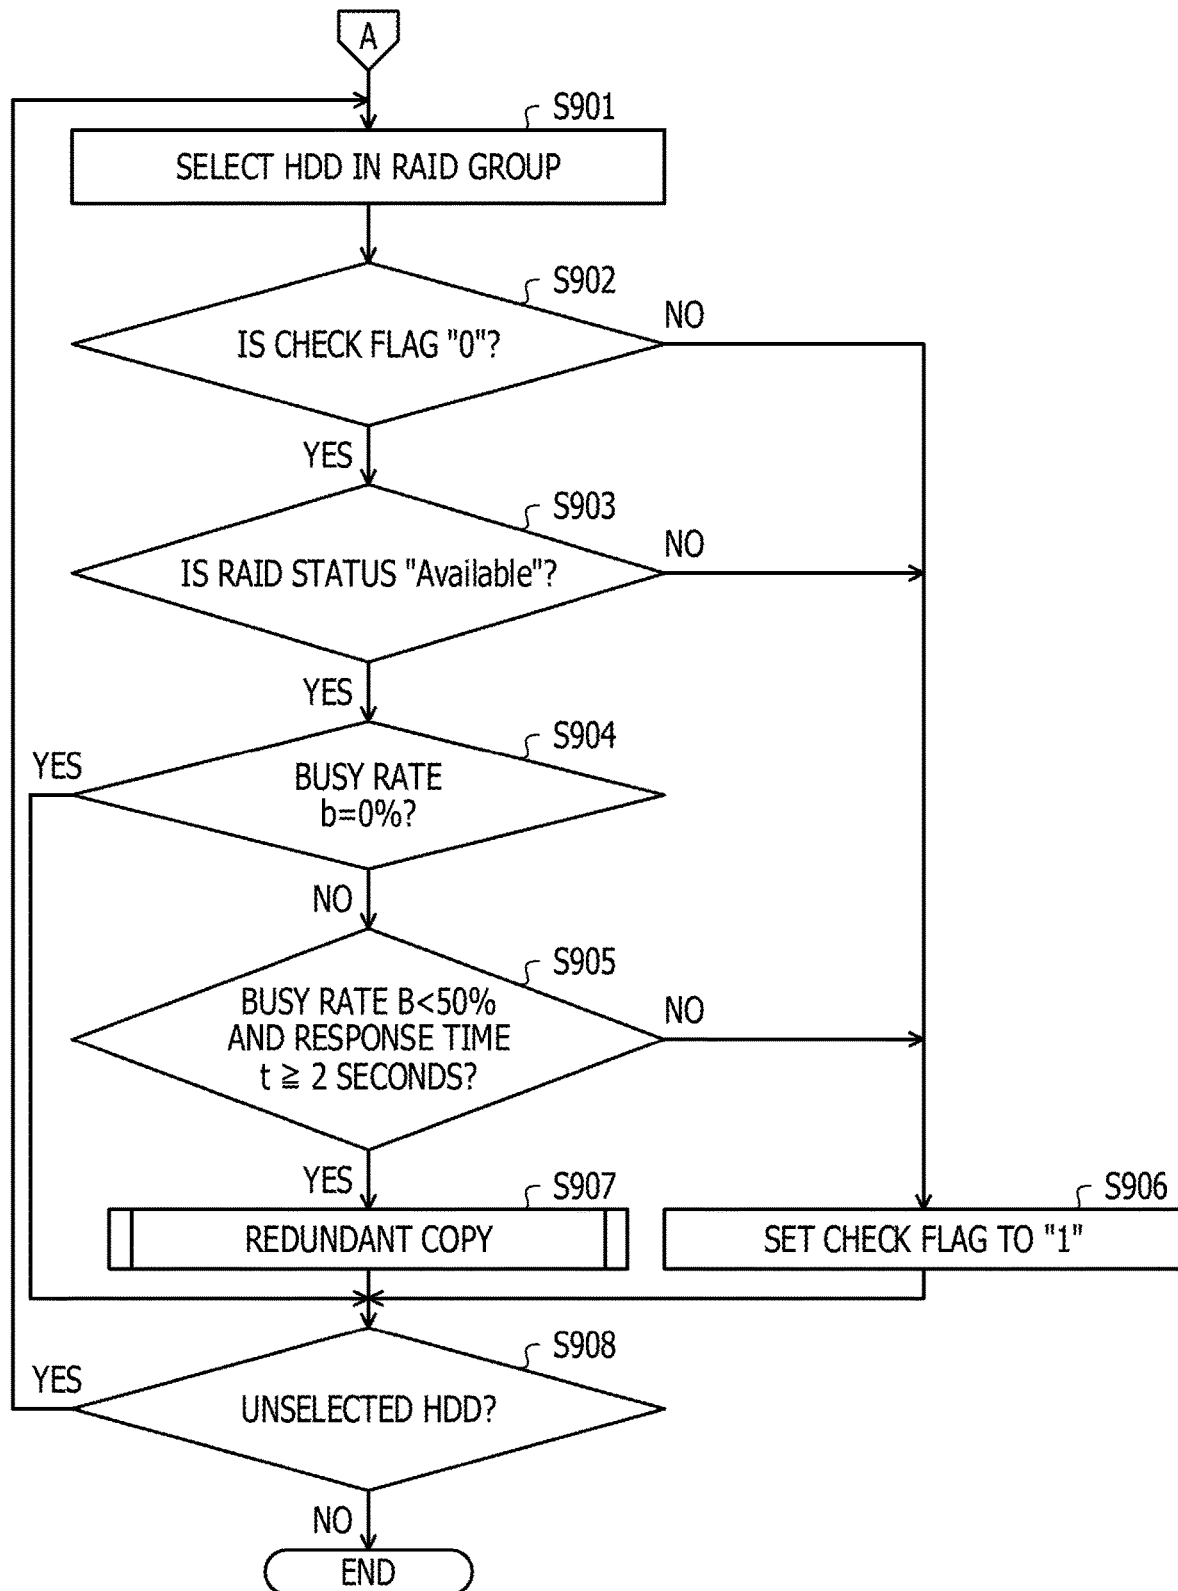 A
S901
SELECT HDD IN RAID GROUP
S902
IS CHECK FLAG "0"?
NO
YES
S903
IS RAID STATUS "Available"?
NO
YES
S904
YES
BUSY RATE
b=0%?
NO
S905
BUSY RATE B<50%
AND RESPONSE TIME
t ≧ 2 SECONDS?
NO
YES
S907
REDUNDANT COPY
S906
SET CHECK FLAG TO "1"
S908
YES
UNSELECTED HDD?
NO
END